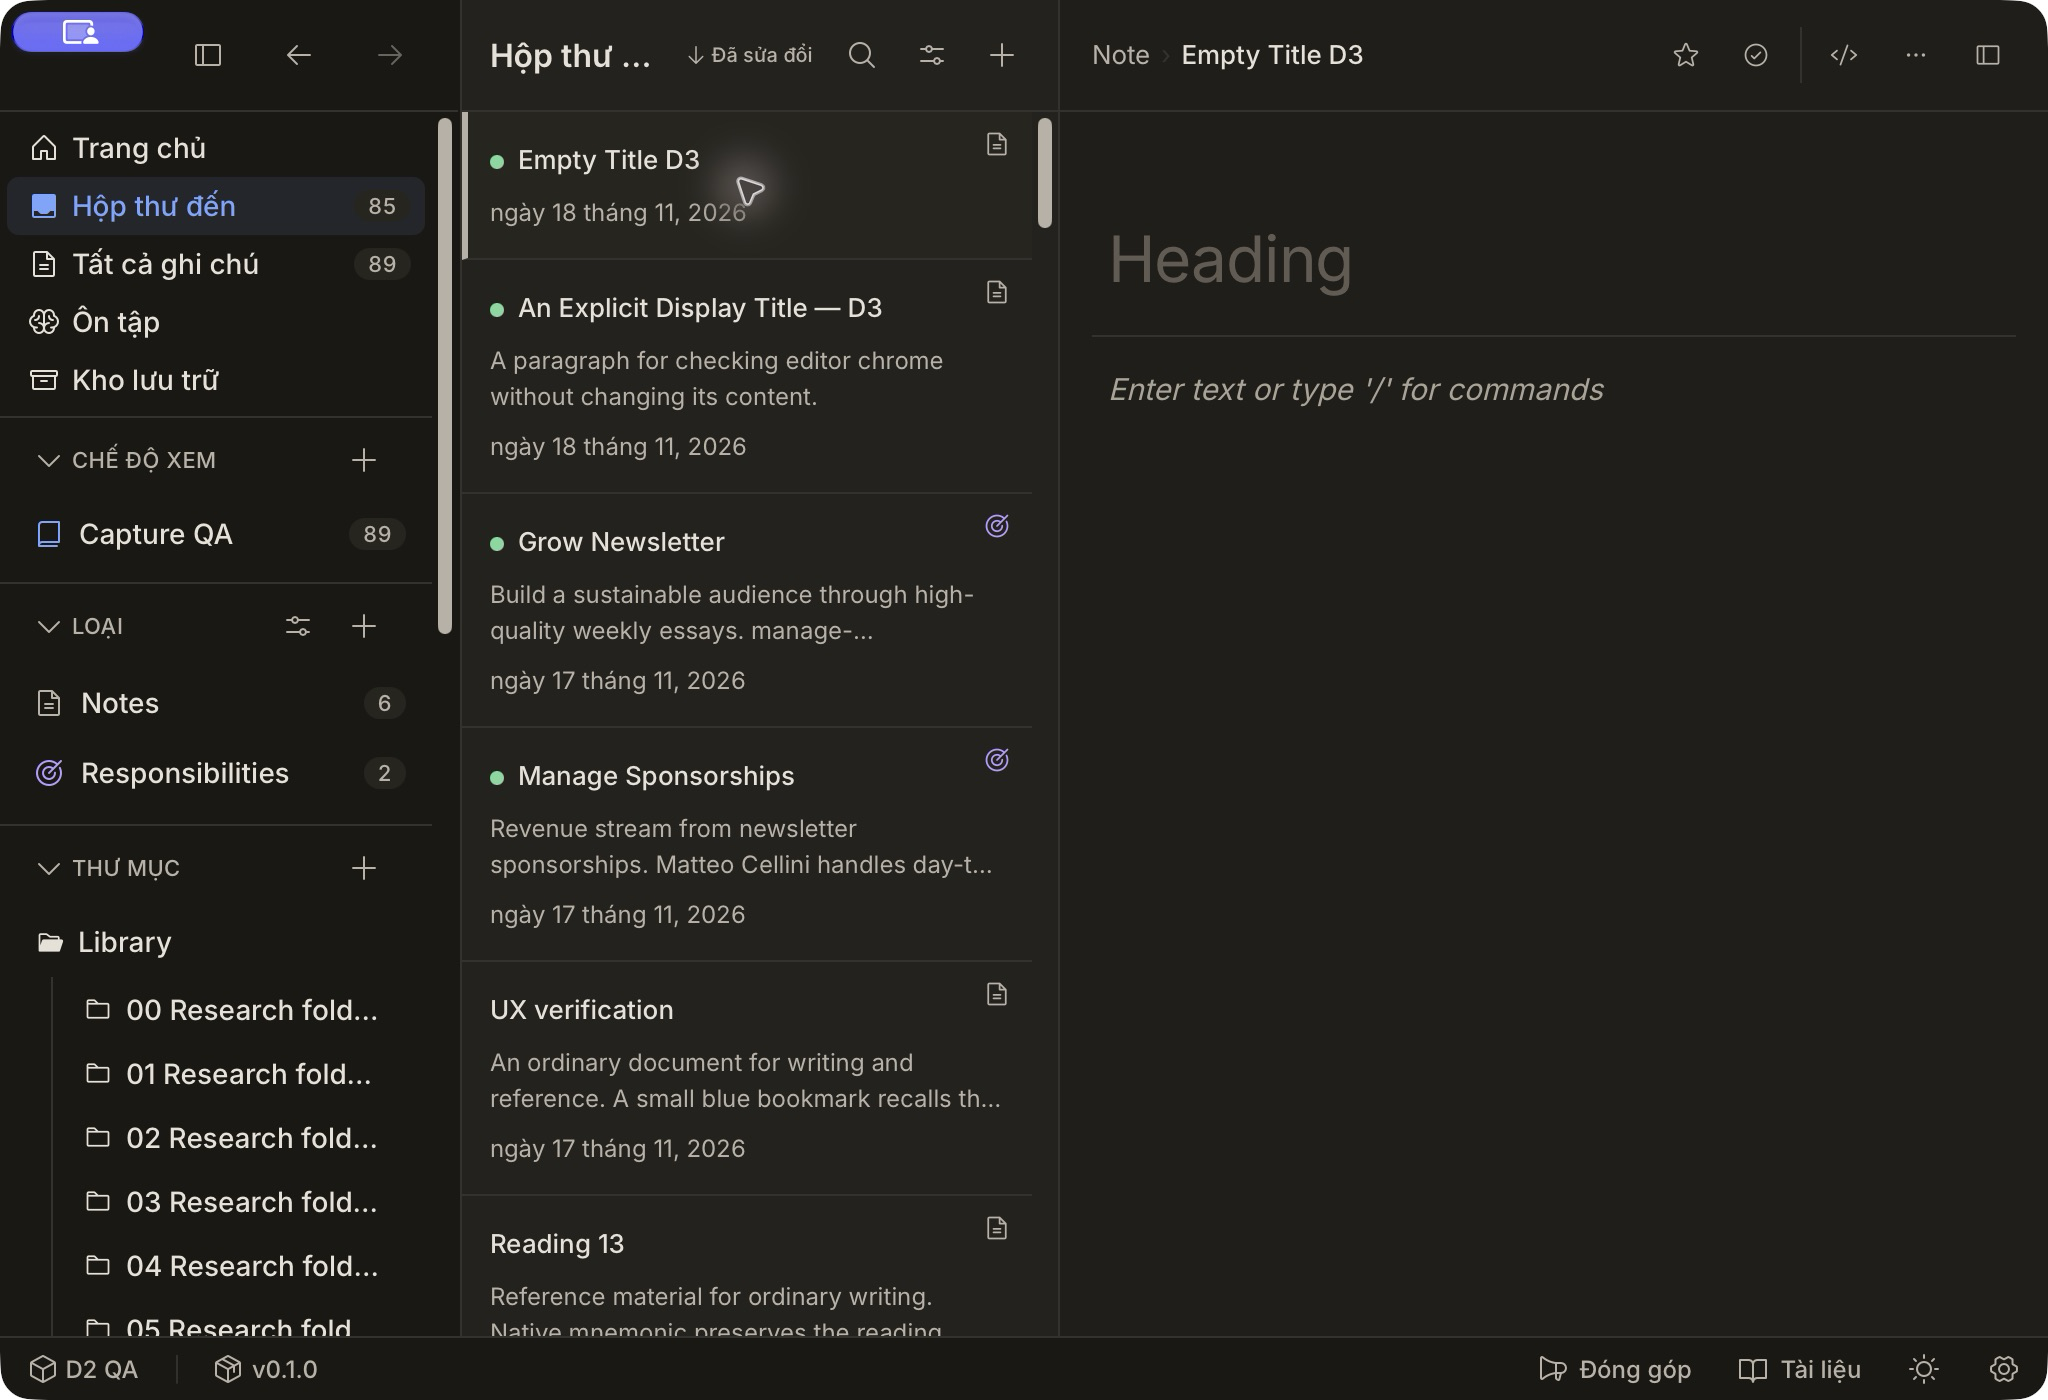 Trang chủ
Hộp thư đến
85
Tất cả ghi chú
89
Ôn tập
Kho lưu trữ
CHẾ ĐỘ XEM
Capture QA
89
LOẠI
Notes
6
Responsibilities
2
THƯ MỤC
Library
00 Research fold...
01 Research fold...
02 Research fold...
03 Research fold...
04 Research fold...
05 Research fold
Hộp thư ...
Đã sửa đổi
Empty Title D3
ngày 18 tháng 11, 2026
An Explicit Display Title — D3
A paragraph for checking editor chrome
without changing its content.
ngày 18 tháng 11, 2026
Grow Newsletter
Build a sustainable audience through high-
quality weekly essays. manage-...
ngày 17 tháng 11, 2026
Manage Sponsorships
Revenue stream from newsletter
sponsorships. Matteo Cellini handles day-t...
ngày 17 tháng 11, 2026
UX verification
An ordinary document for writing and
reference. A small blue bookmark recalls th...
ngày 17 tháng 11, 2026
Reading 13
Reference material for ordinary writing.
Native mnemonic preserves the reading
Note › Empty Title D3
Heading
Enter text or type '/' for commands
D2 QA
v0.1.0
Đóng góp
Tài liệu